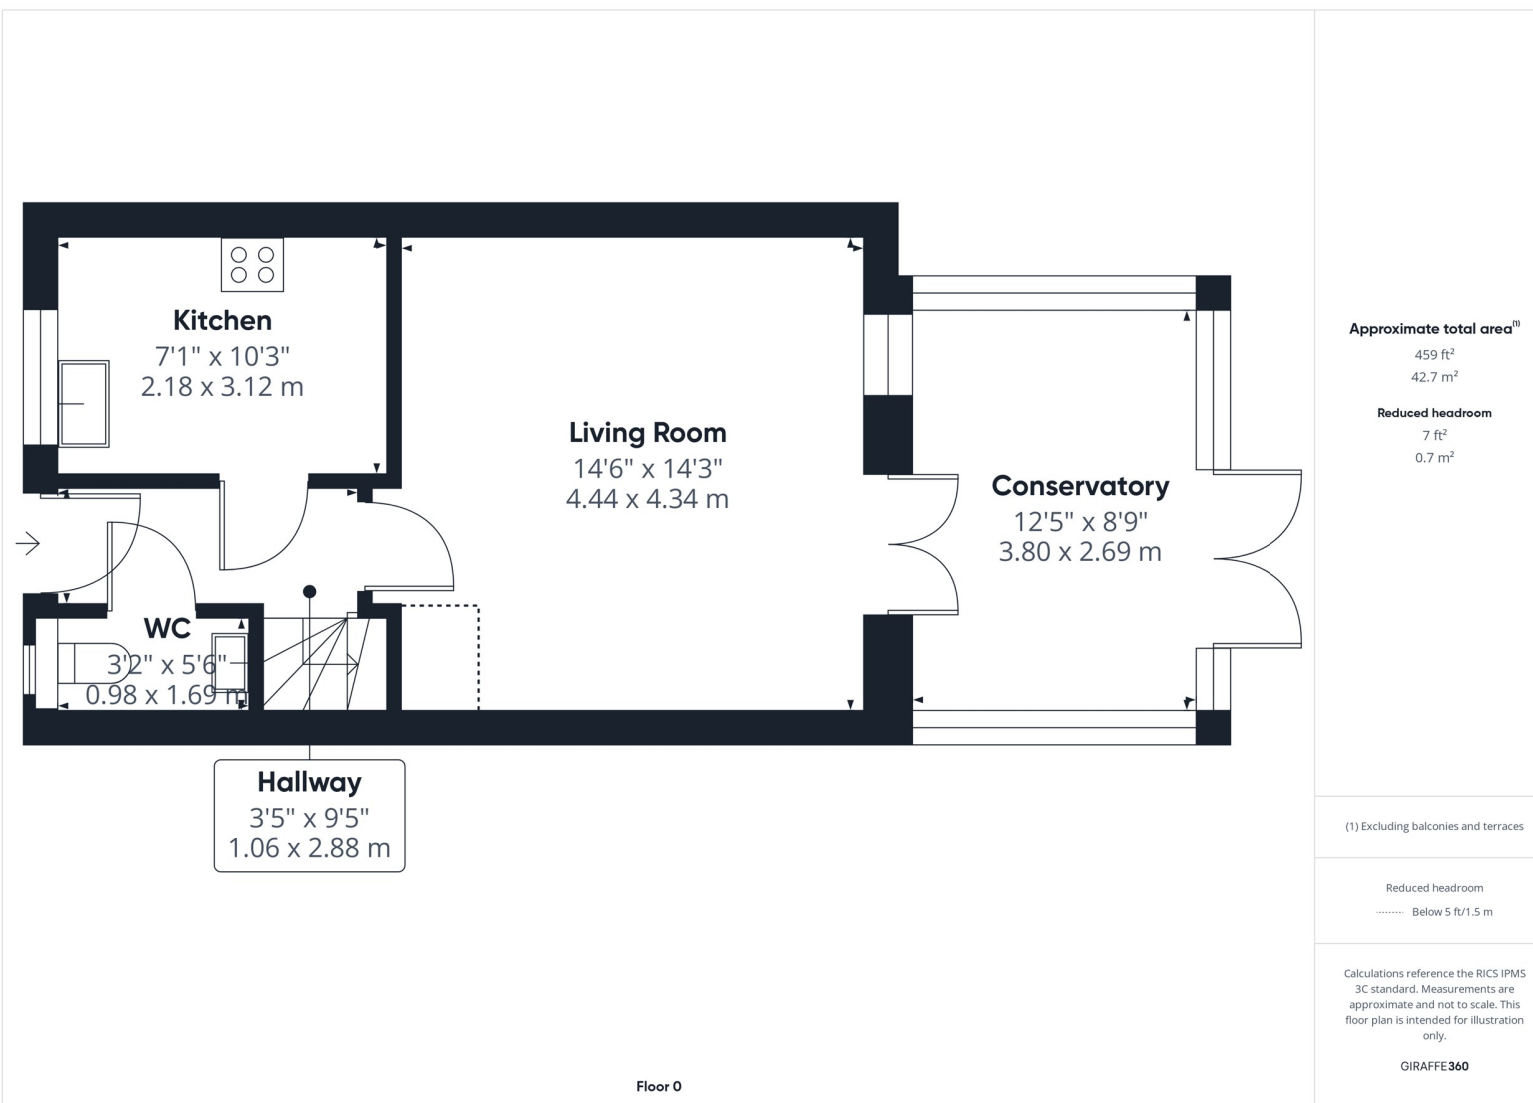 Kitchen
7'1" x 10'3"
2.18 x 3.12 m
Living Room
14'6" x 14'3"
4.44 x 4.34 m
Conservatory
12'5" x 8'9"
3.80 x 2.69 m
WC
3'2" x 5'6"
0.98 x 1.69 m
Hallway
3'5" x 9'5"
1.06 x 2.88 m
Floor 0
Approximate total area(1)
459 ft²
42.7 m²
Reduced headroom
7 ft²
0.7 m²
(1) Excluding balconies and terraces
Reduced headroom
Below 5 ft/1.5 m
Calculations reference the RICS IPMS
3C standard. Measurements are
approximate and not to scale. This
floor plan is intended for illustration
only.
GIRAFFE360